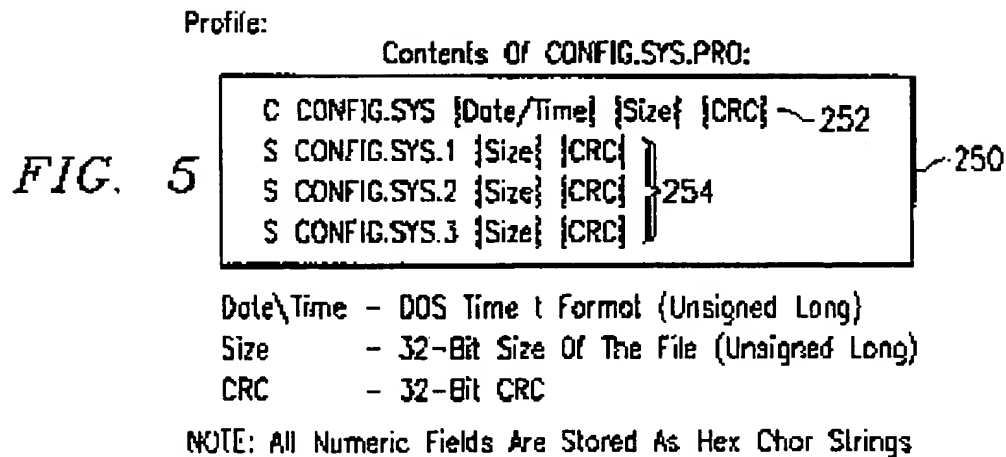 Profile:
Contents Of CONFIG.SYS.PRO:
C CONFIG.SYS {Date/Time} {Size} {CRC} 252
S CONFIG.SYS.1 {Size} {CRC}
S CONFIG.SYS.2 {Size} {CRC} 254
S CONFIG.SYS.3 {Size} {CRC}
250
FIG. 5
Date\Time - DOS Time t Format (Unsigned Long)
Size - 32-Bit Size Of The File (Unsigned Long)
CRC - 32-Bit CRC
NOTE: All Numeric Fields Are Stored As Hex Char Strings